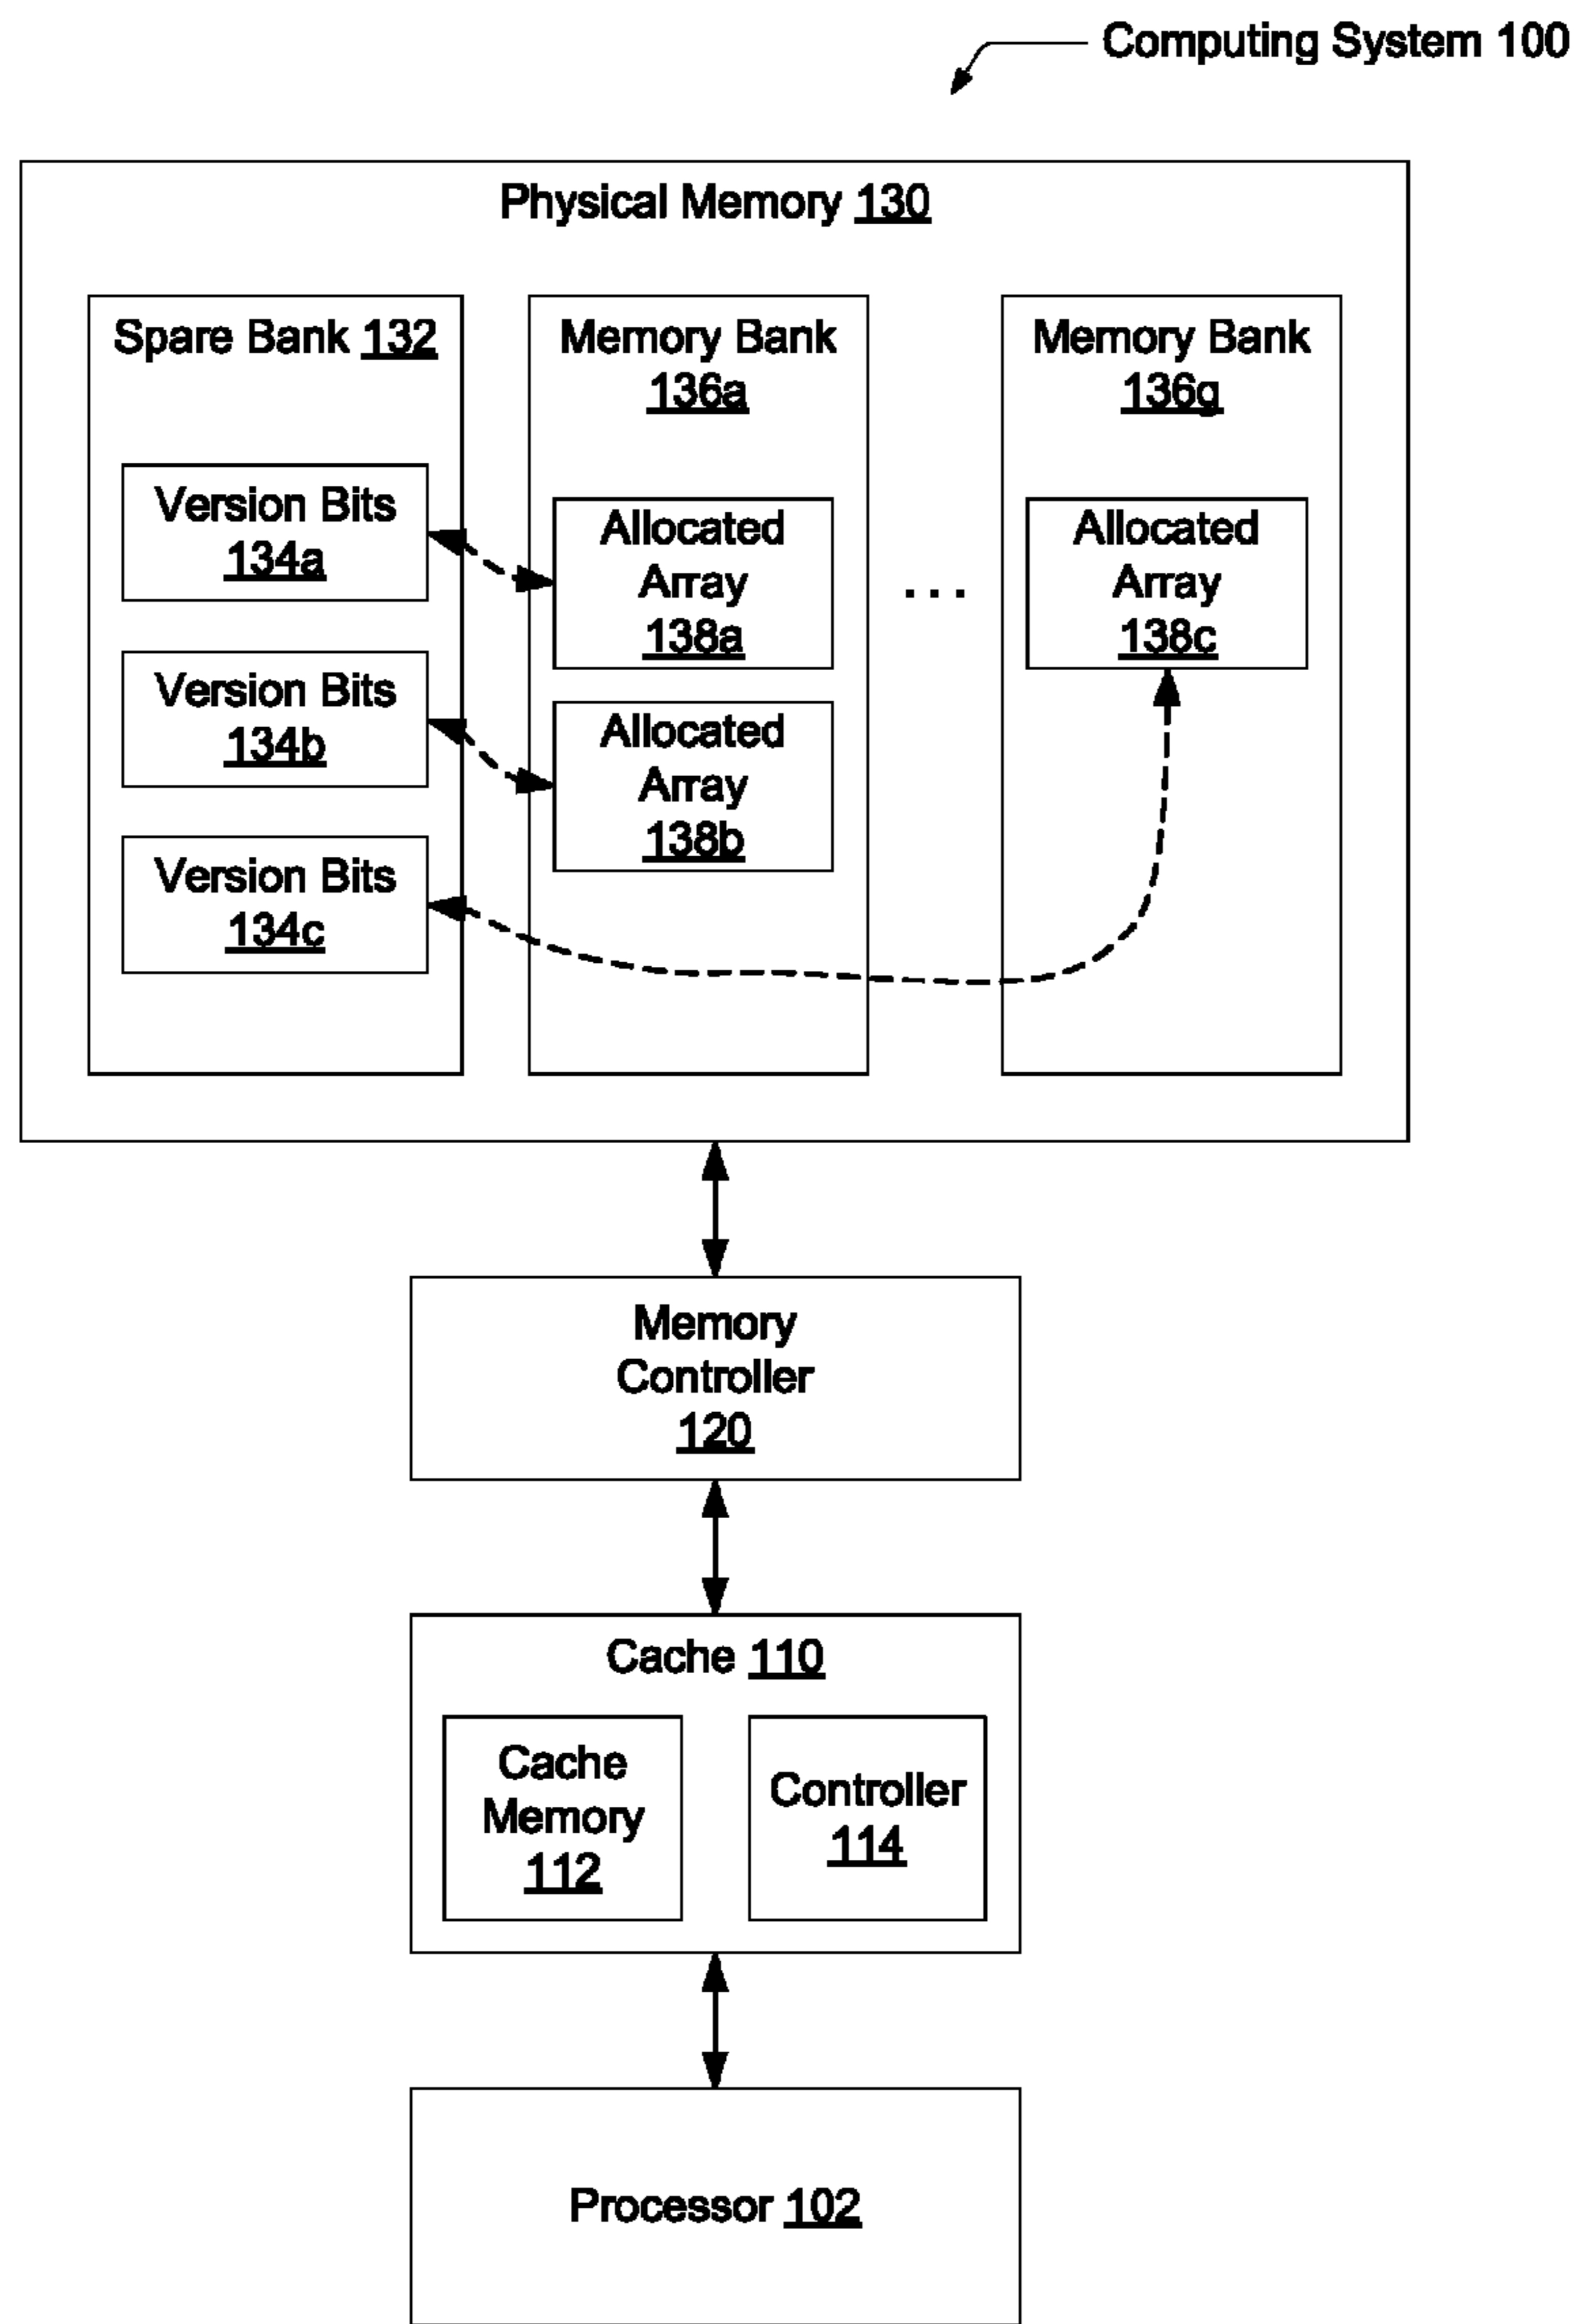 Computing System 100
Physical Memory 130
Spare Bank 132
Version Bits
134a
Version Bits
134b
Version Bits
134c
Memory Bank
136a
Allocated
Array
138a
Allocated
Array
138b
. . .
Memory Bank
136g
Allocated
Array
138c
Memory
Controller
120
Cache 110
Cache
Memory
112
Controller
114
Processor 102